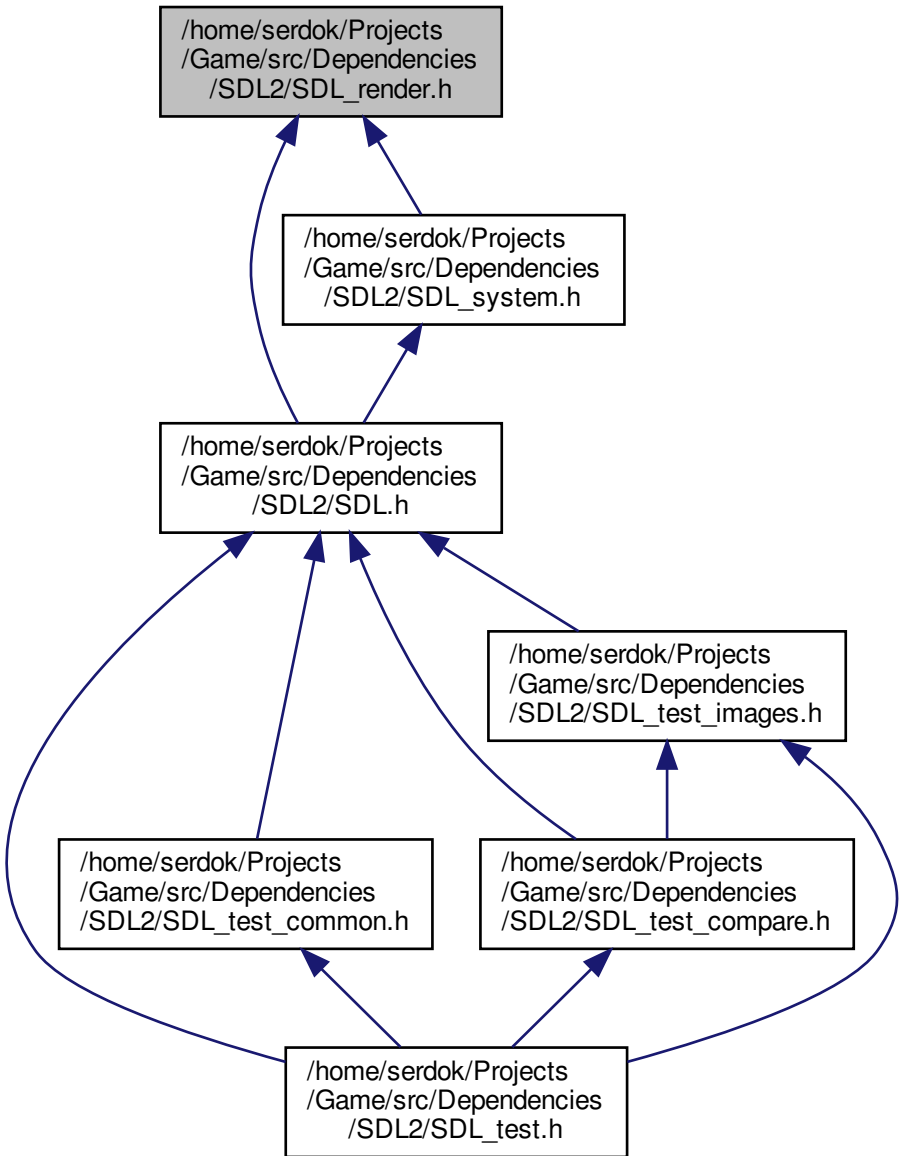 /home/serdok/Projects
/Game/src/Dependencies
/SDL2/SDL_render.h
/home/serdok/Projects
/Game/src/Dependencies
/SDL2/SDL_system.h
/home/serdok/Projects
/Game/src/Dependencies
/SDL2/SDL.h
/home/serdok/Projects
/Game/src/Dependencies
/SDL2/SDL_test_images.h
/home/serdok/Projects
/Game/src/Dependencies
/SDL2/SDL_test_common.h
/home/serdok/Projects
/Game/src/Dependencies
/SDL2/SDL_test_compare.h
/home/serdok/Projects
/Game/src/Dependencies
/SDL2/SDL_test.h